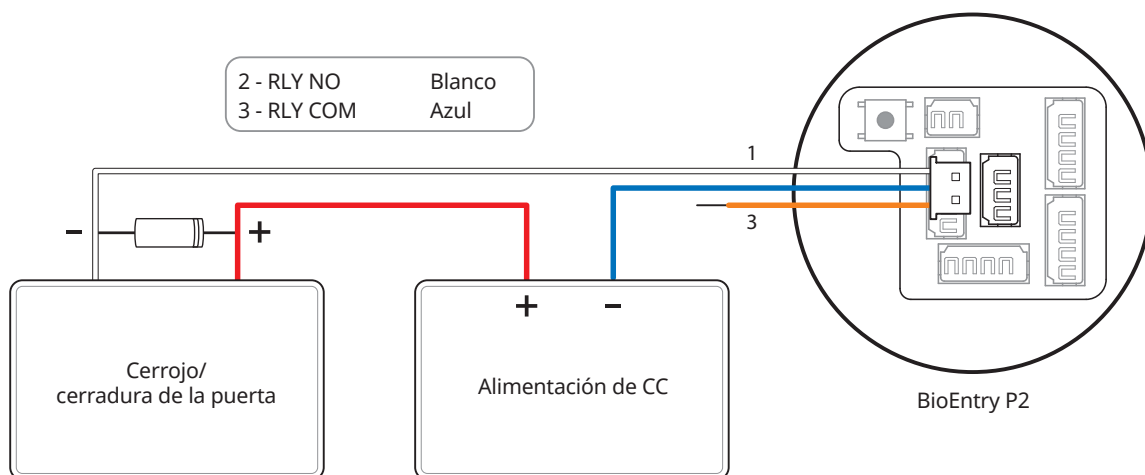 2 - RLY NO Blanco
3 - RLY COM Azul
1
3
- +
+ -
Cerrojo/
cerradura de la puerta
Alimentación de CC
BioEntry P2